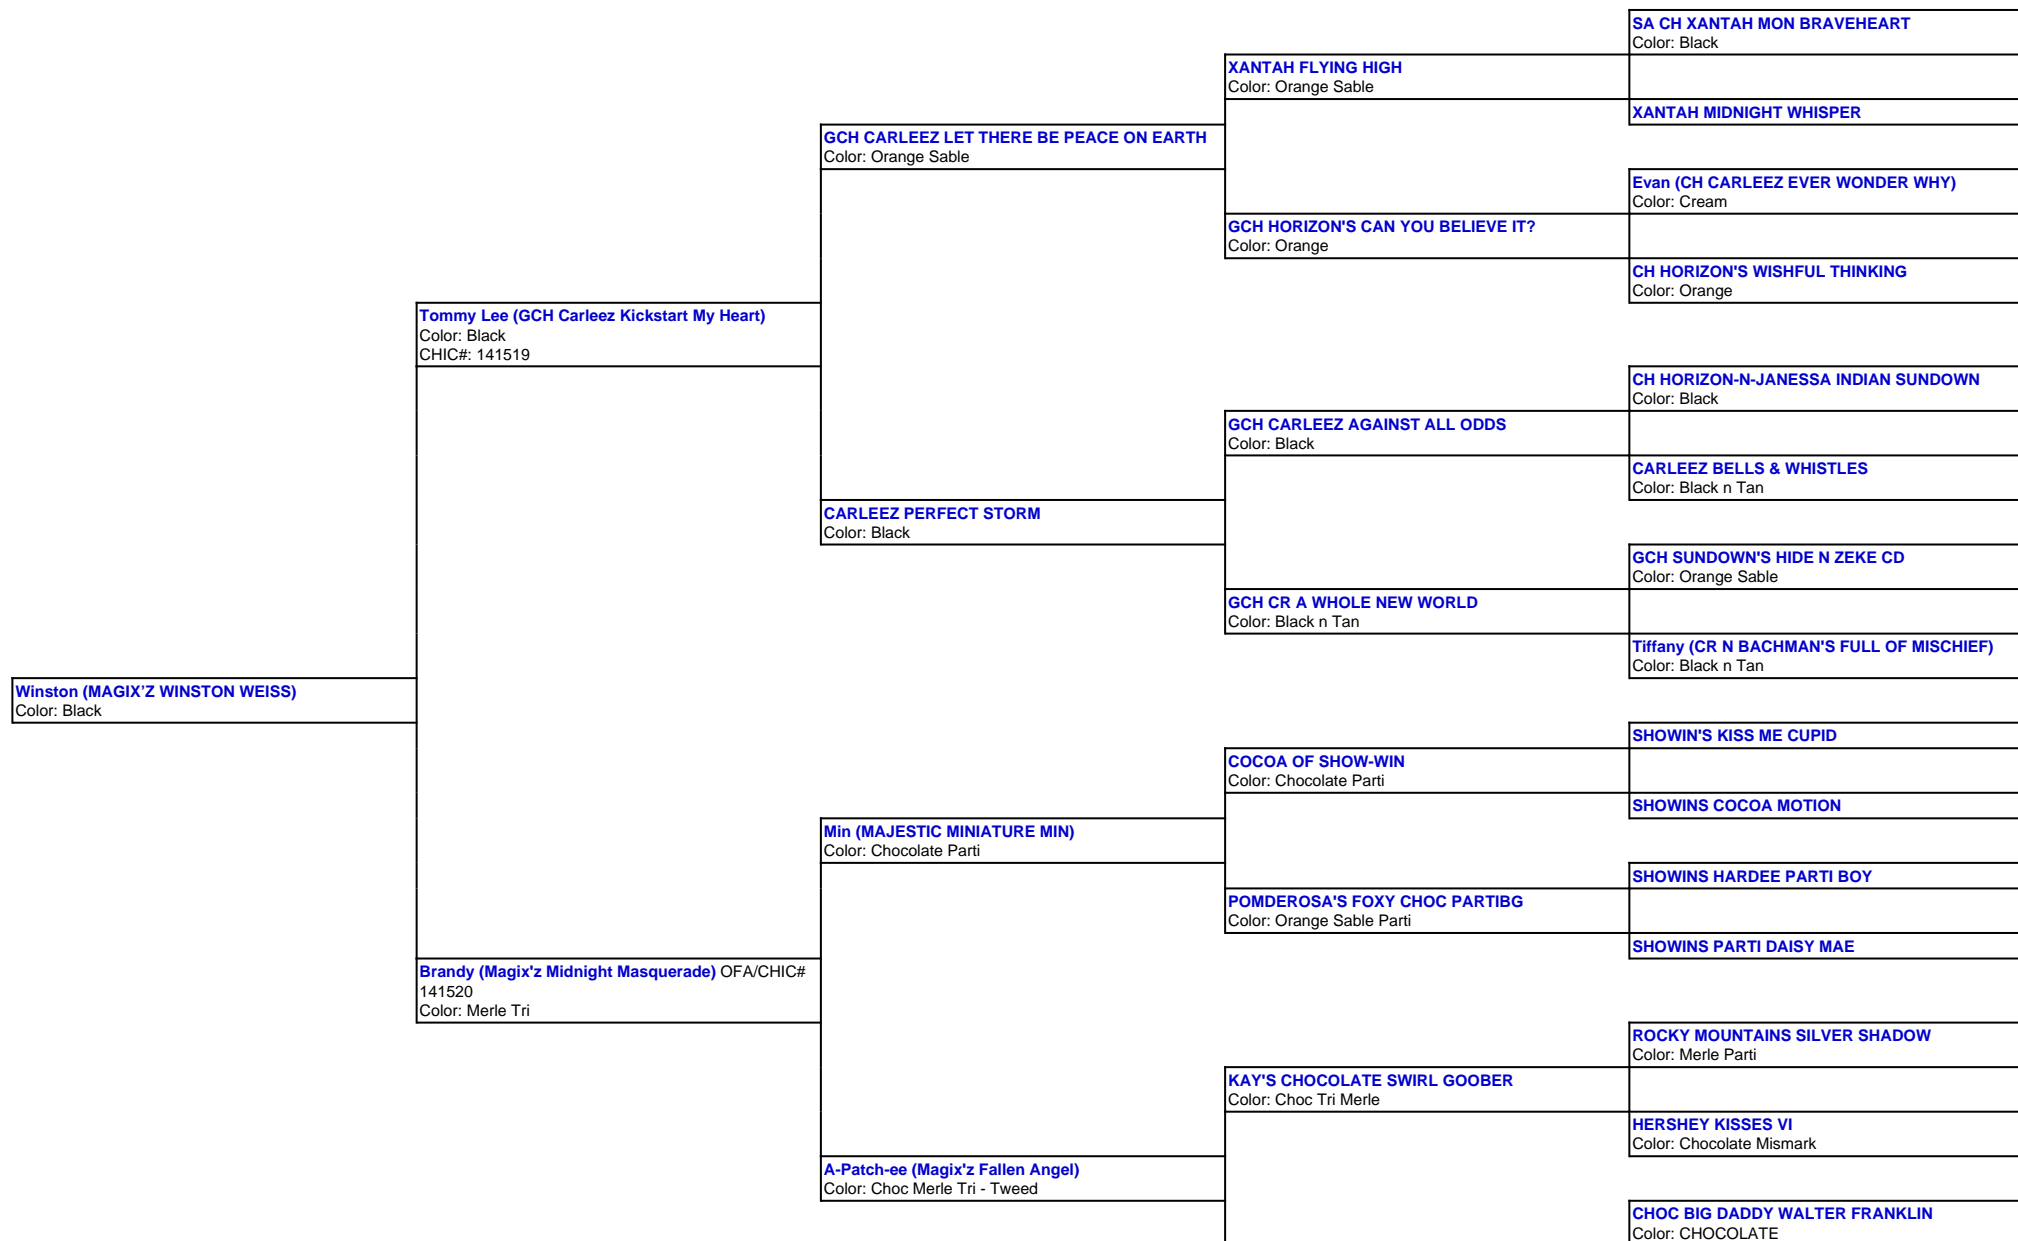 SA CH XANTAH MON BRAVEHEART
Color: Black
XANTAH FLYING HIGH
Color: Orange Sable
XANTAH MIDNIGHT WHISPER
GCH CARLEEZ LET THERE BE PEACE ON EARTH
Color: Orange Sable
Evan (CH CARLEEZ EVER WONDER WHY)
Color: Cream
GCH HORIZON'S CAN YOU BELIEVE IT?
Color: Orange
CH HORIZON'S WISHFUL THINKING
Color: Orange
Tommy Lee (GCH Carleez Kickstart My Heart)
Color: Black
CHIC#: 141519
CH HORIZON-N-JANESSA INDIAN SUNDOWN
Color: Black
GCH CARLEEZ AGAINST ALL ODDS
Color: Black
CARLEEZ BELLS & WHISTLES
Color: Black n Tan
CARLEEZ PERFECT STORM
Color: Black
GCH SUNDOWN'S HIDE N ZEKE CD
Color: Orange Sable
GCH CR A WHOLE NEW WORLD
Color: Black n Tan
Tiffany (CR N BACHMAN'S FULL OF MISCHIEF)
Color: Black n Tan
Winston (MAGIX’Z WINSTON WEISS)
Color: Black
SHOWIN'S KISS ME CUPID
COCOA OF SHOW-WIN
Color: Chocolate Parti
SHOWINS COCOA MOTION
Min (MAJESTIC MINIATURE MIN)
Color: Chocolate Parti
SHOWINS HARDEE PARTI BOY
POMDEROSA'S FOXY CHOC PARTIBG
Color: Orange Sable Parti
SHOWINS PARTI DAISY MAE
Brandy (Magix'z Midnight Masquerade) OFA/CHIC#
141520
Color: Merle Tri
ROCKY MOUNTAINS SILVER SHADOW
Color: Merle Parti
KAY'S CHOCOLATE SWIRL GOOBER
Color: Choc Tri Merle
HERSHEY KISSES VI
Color: Chocolate Mismark
A-Patch-ee (Magix'z Fallen Angel)
Color: Choc Merle Tri - Tweed
CHOC BIG DADDY WALTER FRANKLIN
Color: CHOCOLATE